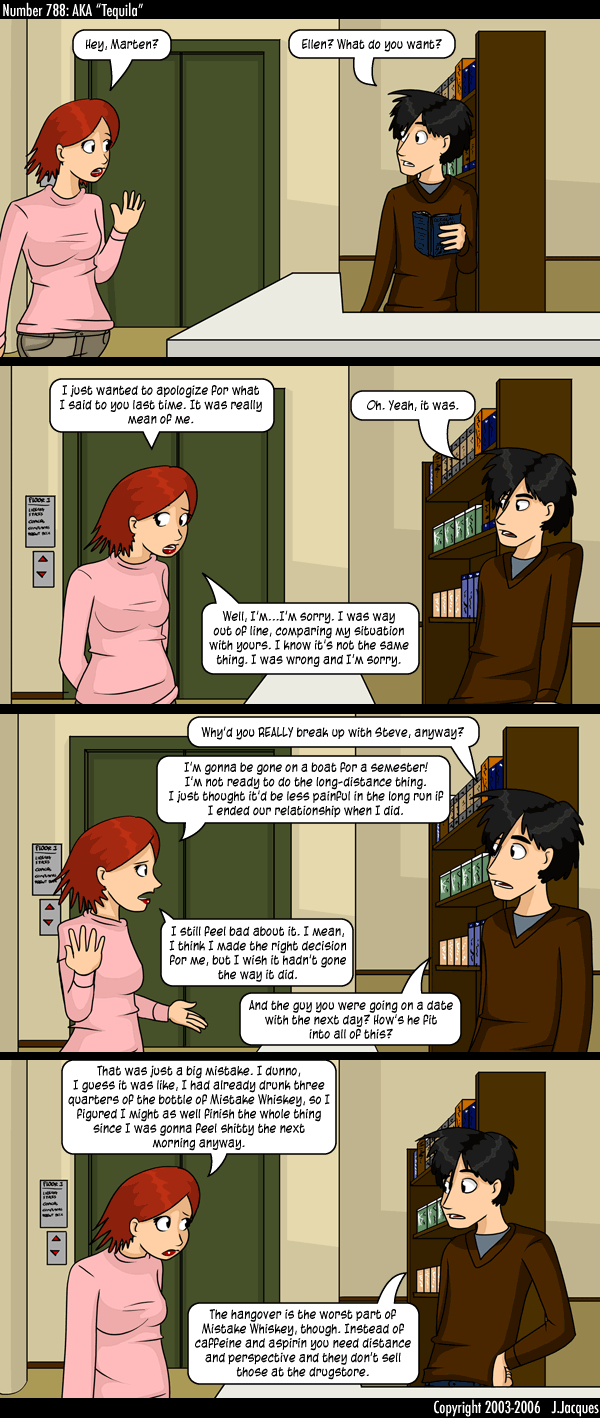 Number 788: AKA "Tequila"
Hey, Marten?
Ellen? What do you want?
I just wanted to apologize for what
I said to you last time. It was really
mean of me.
Oh. Yeah, it was.
FLOOR 1
Well, I'm...I'm sorry. I was way
out of line, comparing my situation
with yours. I know it's not the same
thing. I was wrong and I'm sorry.
Why'd you REALLY break up with Steve, anyway?
I'm gonna be gone on a boat for a semester!
I'm not ready to do the long-distance thing.
I just thought it'd be less painful in the long run if
I ended our relationship when I did.
FLOOR 1
I still feel bad about it. I mean,
I think I made the right decision
for me, but I wish it hadn't gone
the way it did.
And the guy you were going on a date
with the next day? How's he fit
into all of this?
That was just a big mistake. I dunno,
I guess it was like, I had already drunk three
quarters of the bottle of Mistake Whiskey, so I
figured I might as well finish the whole thing
since I was gonna feel shitty the next
morning anyway.
FLOOR 1
The hangover is the worst part of
Mistake Whiskey, though. Instead of
caffeine and aspirin you need distance
and perspective and they don't sell
those at the drugstore.
Copyright 2003-2006 J.Jacques